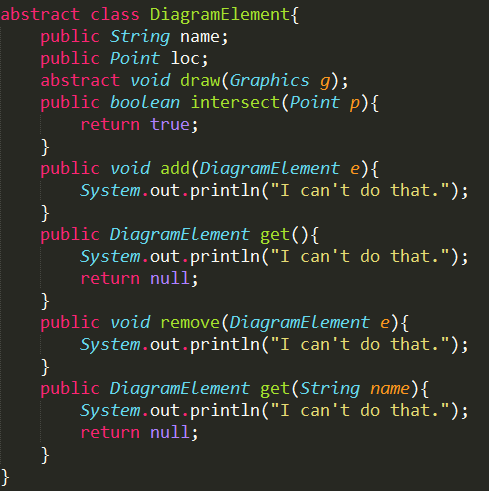 abstract class DiagramElement{
    public String name;
    public Point loc;
    abstract void draw(Graphics g);
    public boolean intersect(Point p){
        return true;
    }
    public void add(DiagramElement e){
        System.out.println("I can't do that.");
    }
    public DiagramElement get(){
        System.out.println("I can't do that.");
        return null;
    }
    public void remove(DiagramElement e){
        System.out.println("I can't do that.");
    }
    public DiagramElement get(String name){
        System.out.println("I can't do that.");
        return null;
    }
}